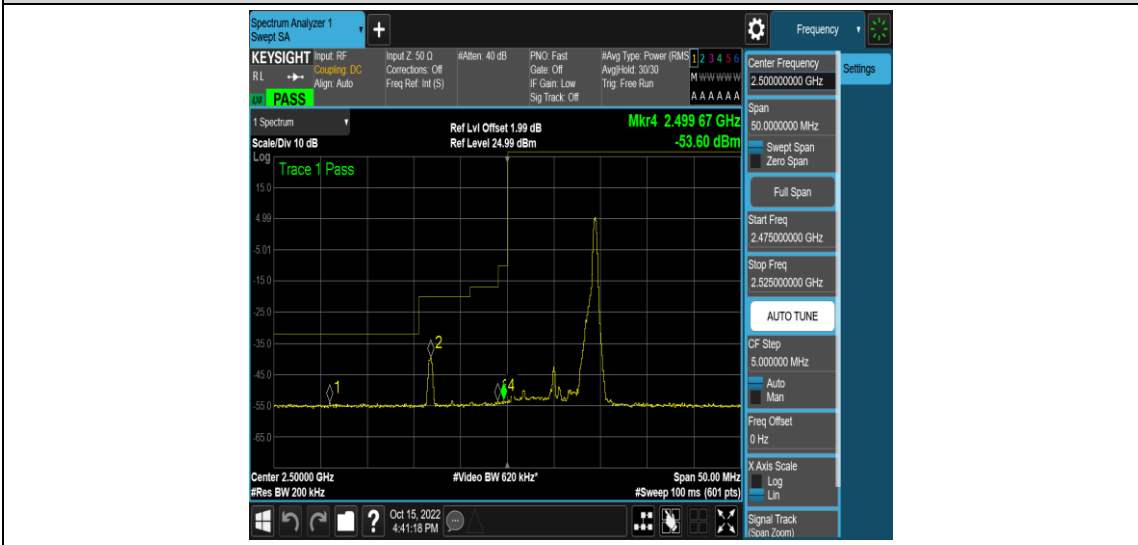 Spectrum Analyzer 1
Swept SA
+
Frequency
KEYSIGHT
RL
Input: RF
Coupling: DC
Align: Auto
Input Z: 50 Ω
Corrections: Off
Freq Ref: Int (S)
#Atten: 40 dB
PNO: Fast
Gate: Off
IF Gain: Low
Sig Track: Off
#Avg Type: Power (RMS
Avg|Hold: 30/30
Trig: Free Run
1 2 3 4 5 6
M W W W W W
A A A A A A
PASS
1 Spectrum
Scale/Div 10 dB
Ref Lvl Offset 1.99 dB
Ref Level 24.99 dBm
Mkr4 2.499 67 GHz
-53.60 dBm
Log
Trace 1 Pass
15.0
4.99
-5.01
-15.0
-25.0
-35.0
-45.0
-55.0
-65.0
1
2
4
Center 2.50000 GHz
#Res BW 200 kHz
#Video BW 620 kHz*
Span 50.00 MHz
#Sweep 100 ms (601 pts)
?
Oct 15, 2022
4:41:18 PM
Center Frequency
2.500000000 GHz
Settings
Span
50.0000000 MHz
Swept Span
Zero Span
Full Span
Start Freq
2.475000000 GHz
Stop Freq
2.525000000 GHz
AUTO TUNE
CF Step
5.000000 MHz
Auto
Man
Freq Offset
0 Hz
X Axis Scale
Log
Lin
Signal Track
(Span Zoom)